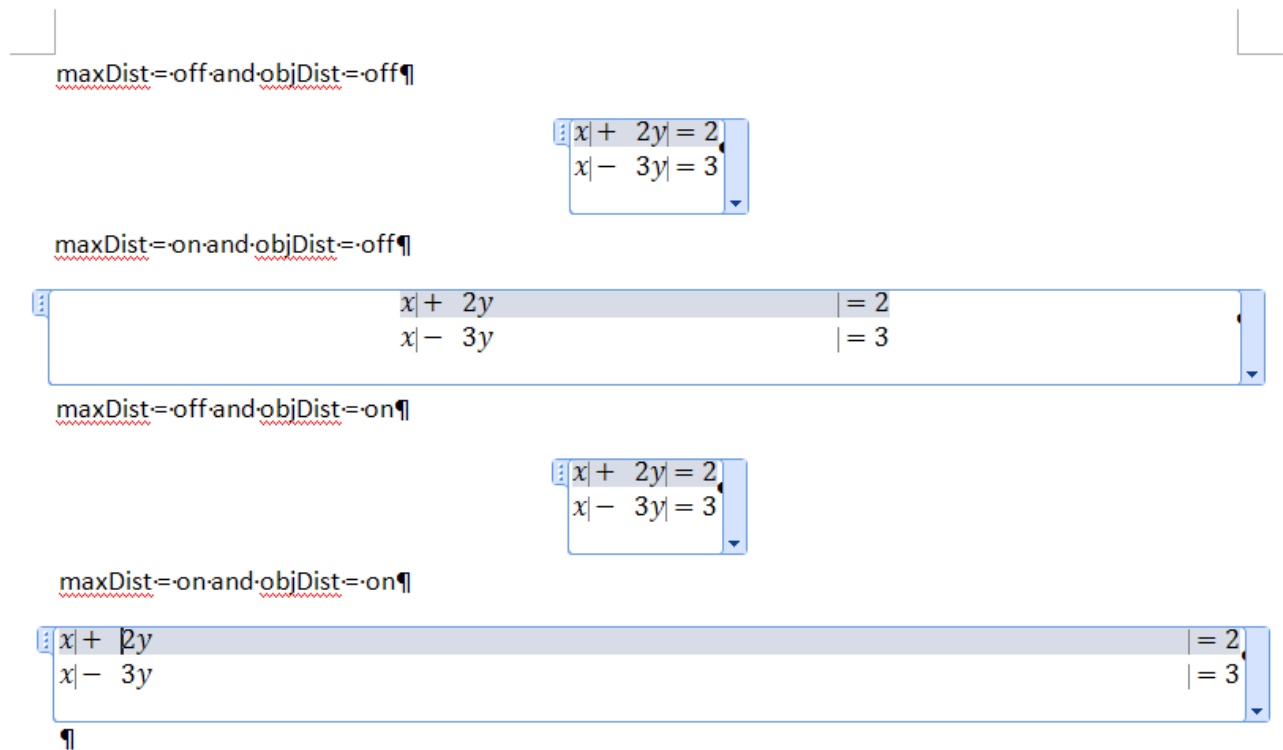 maxDist·=·off·and·objDist·=·off¶
x|+ 2y|= 2
x|− 3y|= 3
maxDist·=·on·and·objDist·=·off¶
x|+ 2y |= 2
x|− 3y |= 3
maxDist·=·off·and·objDist·=·on¶
x|+ 2y|= 2
x|− 3y|= 3
maxDist·=·on·and·objDist·=·on¶
x|+ 2y |= 2
x|− 3y |= 3
¶